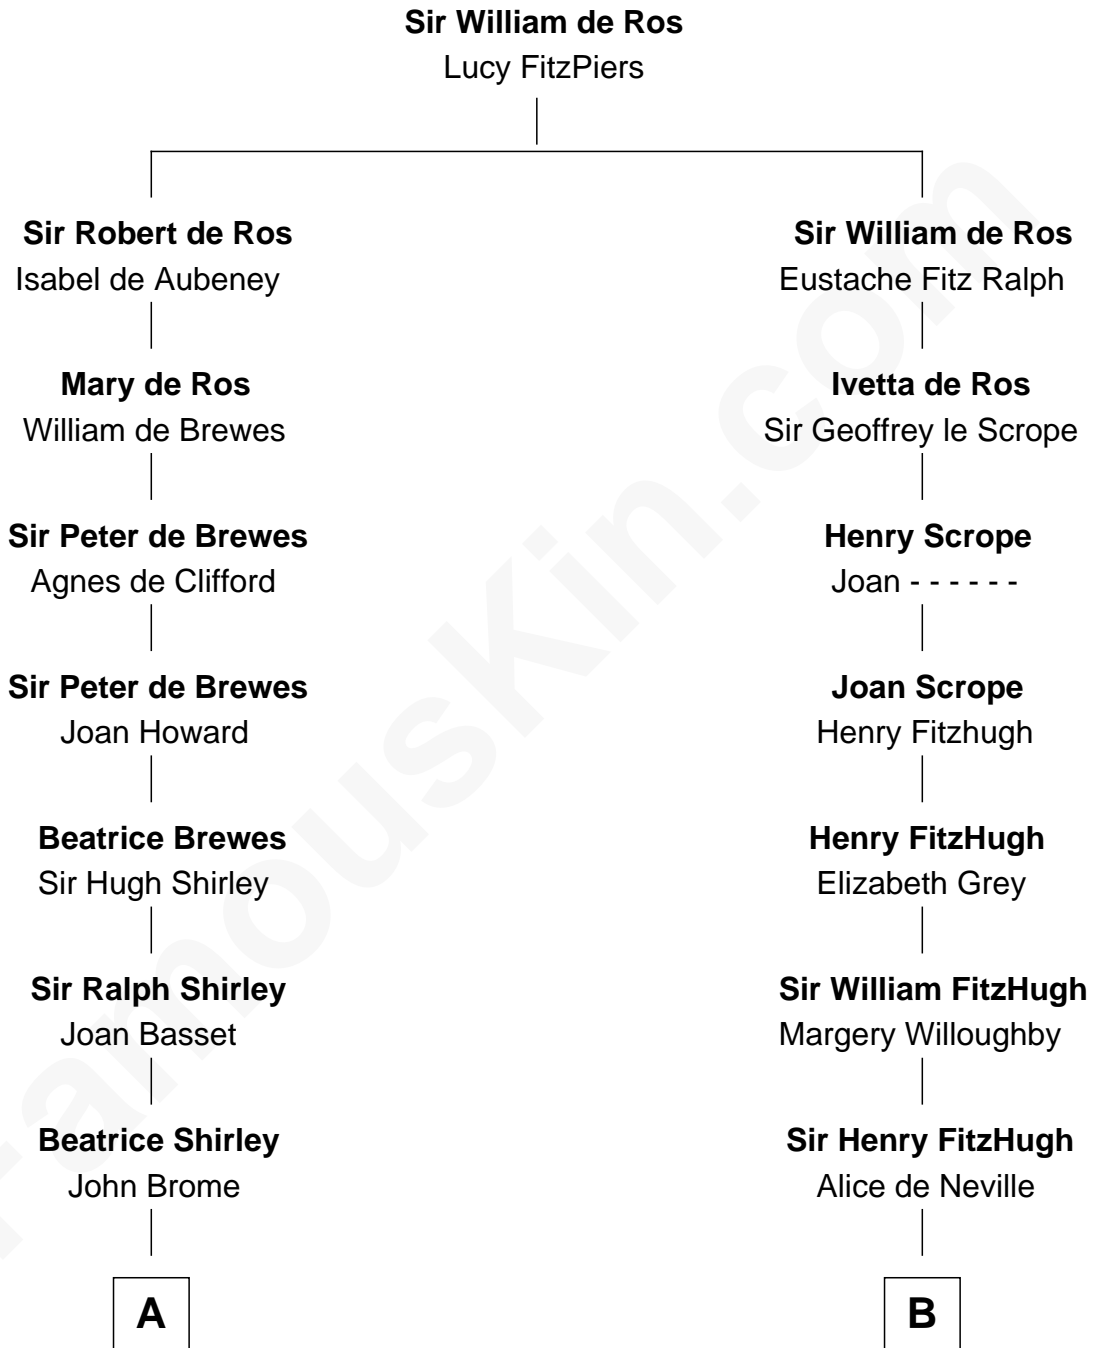 Sir William de Ros
Lucy FitzPiers
Sir Robert de Ros
Isabel de Aubeney
Mary de Ros
William de Brewes
Sir Peter de Brewes
Agnes de Clifford
Sir Peter de Brewes
Joan Howard
Beatrice Brewes
Sir Hugh Shirley
Sir Ralph Shirley
Joan Basset
Beatrice Shirley
John Brome
A
Sir William de Ros
Eustache Fitz Ralph
Ivetta de Ros
Sir Geoffrey le Scrope
Henry Scrope
Joan - - - - - -
Joan Scrope
Henry Fitzhugh
Henry FitzHugh
Elizabeth Grey
Sir William FitzHugh
Margery Willoughby
Sir Henry FitzHugh
Alice de Neville
B
FamousKin.com